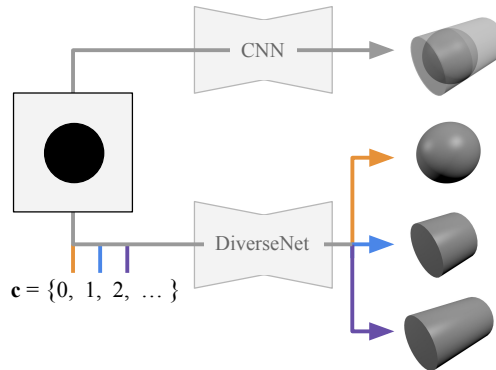 CNN
DiverseNet
c = {0, 1, 2, … }